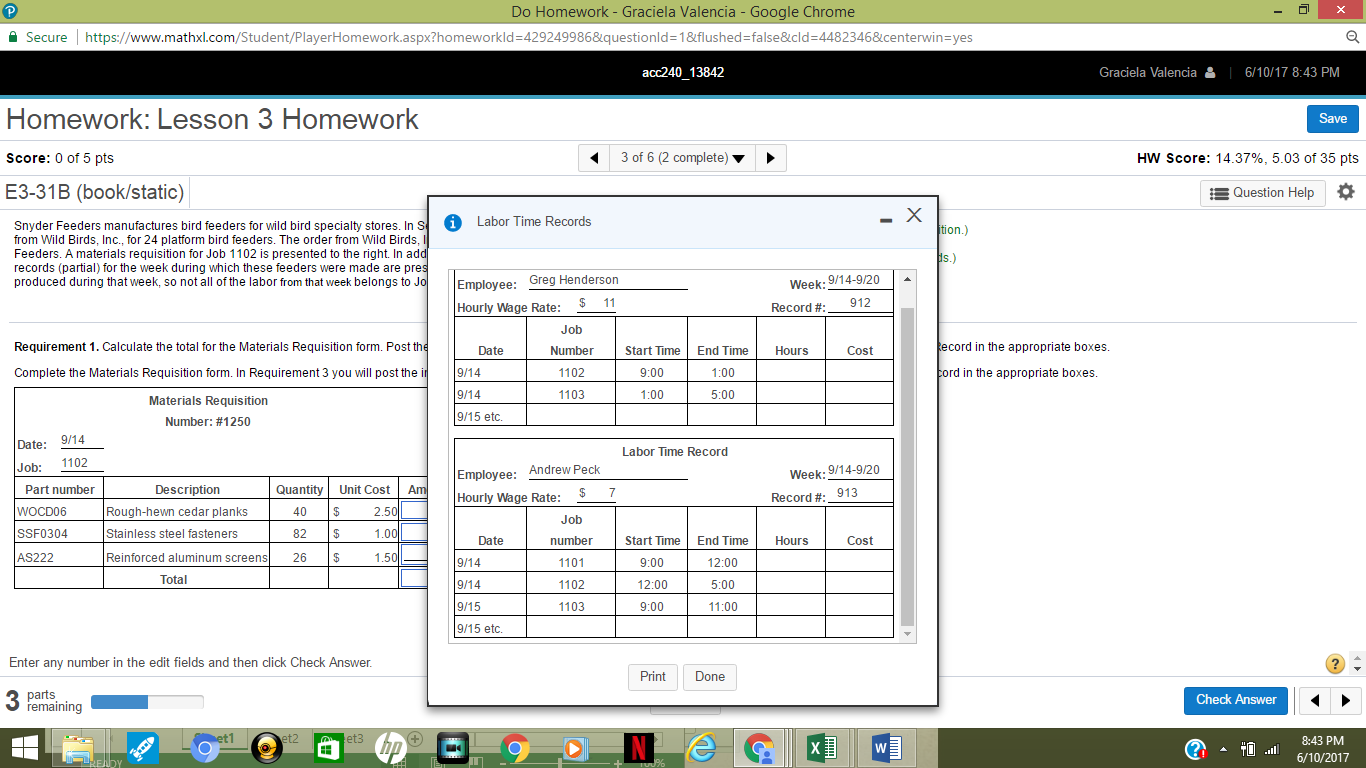 Do Homework - Graciela Valencia - Google Chrome
Secure
https://www.mathxl.com/Student/PlayerHomework.aspx?homeworkId=429249986&questionId=1&flushed=false&cId=4482346&centerwin=yes
acc240_13842
Graciela Valencia | 6/10/17 8:43 PM
Homework: Lesson 3 Homework
Save
Score: 0 of 5 pts
3 of 6 (2 complete)
HW Score: 14.37%, 5.03 of 35 pts
E3-31B (book/static)
Question Help
Snyder Feeders manufactures bird feeders for wild bird specialty stores. In
from Wild Birds, Inc., for 24 platform bird feeders. The order from Wild Birds,
Feeders. A materials requisition for Job 1102 is presented to the right. In
records (partial) for the week during which these feeders were made are
produced during that week, so not all of the labor from that week belongs to
ition.)
ds.)
Requirement 1. Calculate the total for the Materials Requisition form. Post the
ecord in the appropriate boxes.
Complete the Materials Requisition form. In Requirement 3 you will post the
cord in the appropriate boxes.
Materials Requisition
Number: #1250
Date: 9/14
Job: 1102
Part number Description Quantity Unit Cost Am
WOCD06 Rough-hewn cedar planks 40 $ 2.50
SSF0304 Stainless steel fasteners 82 $ 1.00
AS222 Reinforced aluminum screens 26 $ 1.50
Total
Labor Time Records
Employee: Greg Henderson Week: 9/14-9/20
Hourly Wage Rate: $ 11 Record #: 912
Job
Date Number Start Time End Time Hours Cost
9/14 1102 9:00 1:00
9/14 1103 1:00 5:00
9/15 etc.
Labor Time Record
Employee: Andrew Peck Week: 9/14-9/20
Hourly Wage Rate: $ 7 Record #: 913
Job
Date number Start Time End Time Hours Cost
9/14 1101 9:00 12:00
9/14 1102 12:00 5:00
9/15 1103 9:00 11:00
9/15 etc.
Print Done
Enter any number in the edit fields and then click Check Answer.
3 parts remaining
Check Answer
8:43 PM
6/10/2017